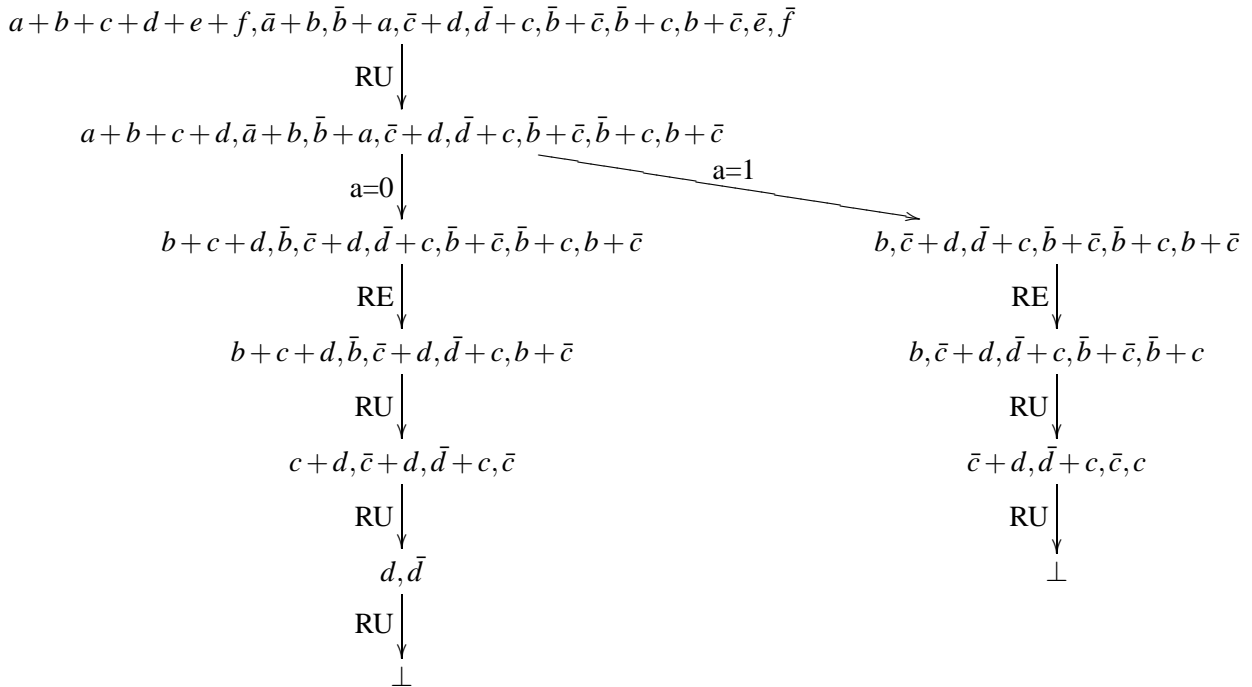 a+b+c+d+e+f, ā+b, b̄+a, c̄+d, d̄+c, b̄+c̄, b̄+c, b+c̄, ē, f̄
RU
a+b+c+d, ā+b, b̄+a, c̄+d, d̄+c, b̄+c̄, b̄+c, b+c̄
a=0
a=1
b+c+d, b̄, c̄+d, d̄+c, b̄+c̄, b̄+c, b+c̄
b, c̄+d, d̄+c, b̄+c̄, b̄+c, b+c̄
RE
RE
b+c+d, b̄, c̄+d, d̄+c, b+c̄
b, c̄+d, d̄+c, b̄+c̄, b̄+c
RU
RU
c+d, c̄+d, d̄+c, c̄
c̄+d, d̄+c, c̄, c
RU
RU
d, d̄
⊥
RU
⊥